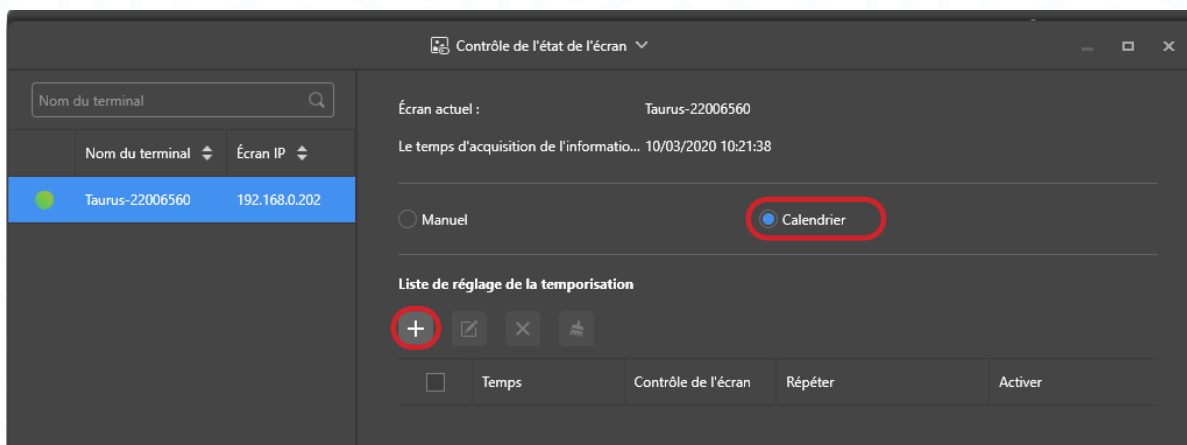 Contrôle de l'état de l'écran
Nom du terminal
Écran actuel : Taurus-22006560
Nom du terminal Écran IP
Le temps d'acquisition de l'informatio... 10/03/2020 10:21:38
Taurus-22006560 192.168.0.202
Manuel Calendrier
Liste de réglage de la temporisation
Temps Contrôle de l'écran Répéter Activer